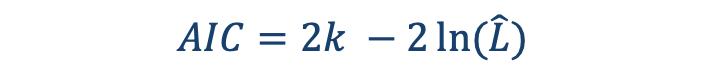 AIC = 2k − 2 ln(L̂)